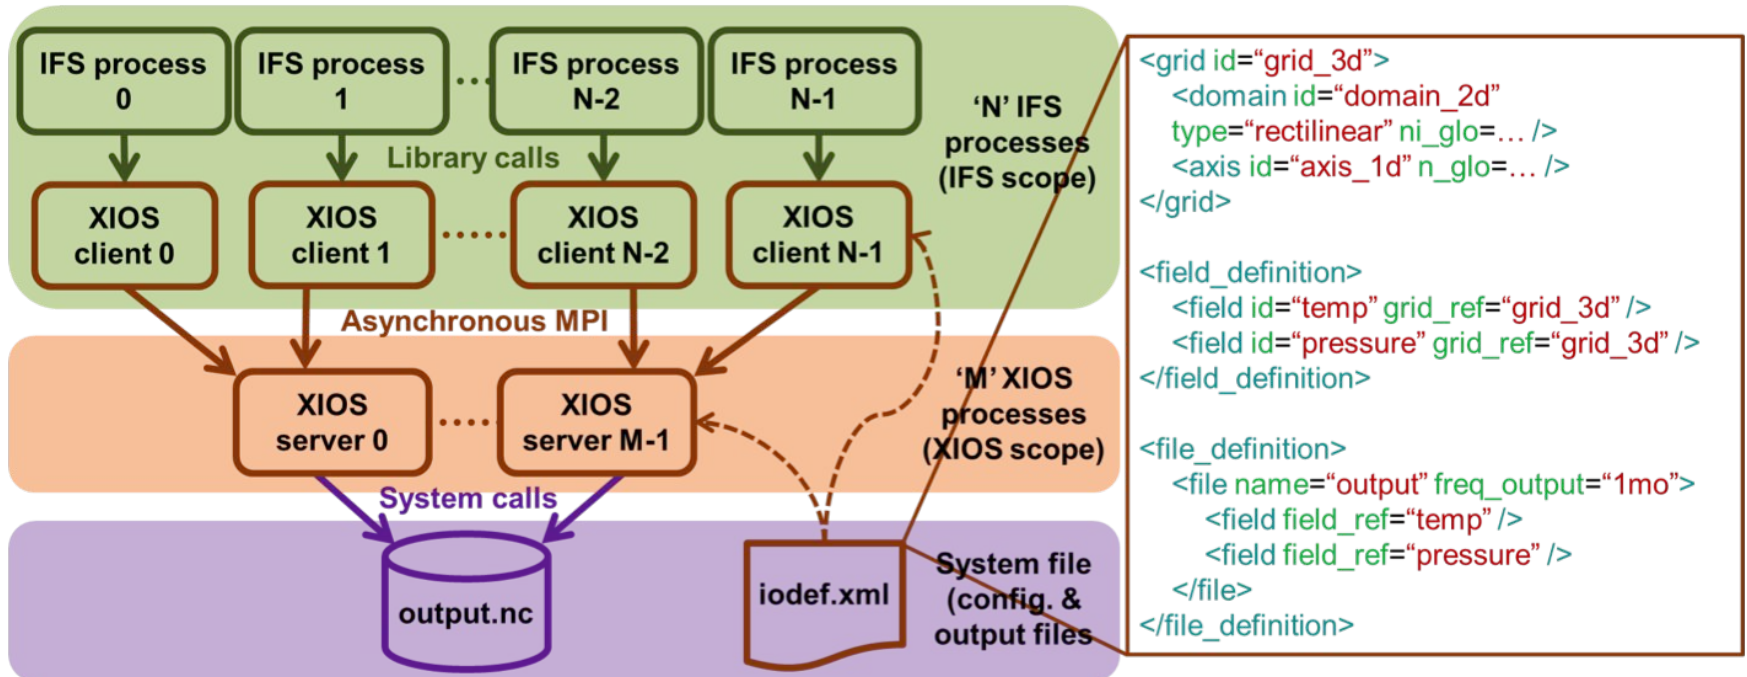 IFS process
0
IFS process
1
IFS process
N-2
IFS process
N-1
Library calls
‘N’ IFS
processes
(IFS scope)
XIOS
client 0
XIOS
client 1
XIOS
client N-2
XIOS
client N-1
Asynchronous MPI
XIOS
server 0
XIOS
server M-1
‘M’ XIOS
processes
(XIOS scope)
System calls
output.nc
iodef.xml
System file
(config. &
output files
<grid id=“grid_3d”>
<domain id=“domain_2d”
type=“rectilinear” ni_glo=… />
<axis id=“axis_1d” n_glo=… />
</grid>
<field_definition>
<field id=“temp” grid_ref=“grid_3d” />
<field id=“pressure” grid_ref=“grid_3d” />
</field_definition>
<file_definition>
<file name=“output” freq_output=“1mo”>
<field field_ref=“temp” />
<field field_ref=“pressure” />
</file>
</file_definition>